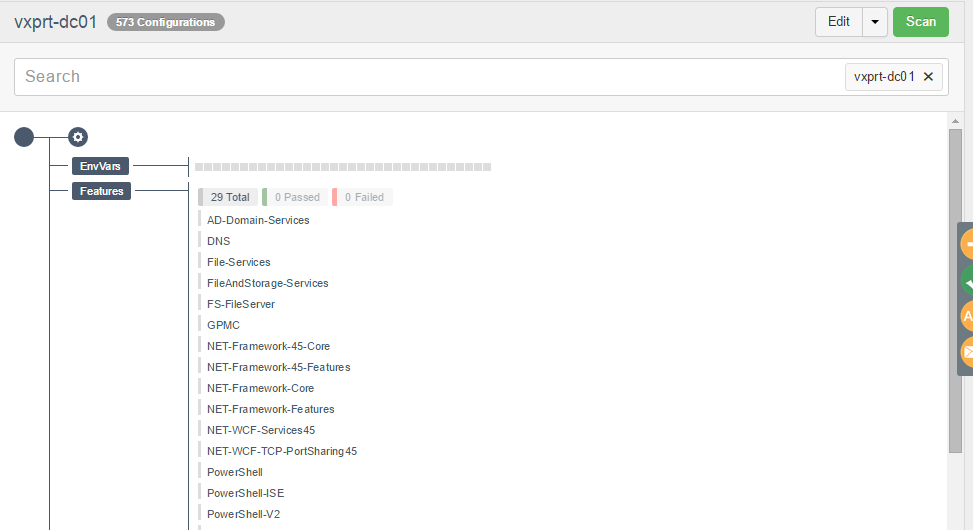 vxprt-dc01 573 Configurations Edit Scan
Search vxprt-dc01 ✕
EnvVars
Features
29 Total 0 Passed 0 Failed
AD-Domain-Services
DNS
File-Services
FileAndStorage-Services
FS-FileServer
GPMC
NET-Framework-45-Core
NET-Framework-45-Features
NET-Framework-Core
NET-Framework-Features
NET-WCF-Services45
NET-WCF-TCP-PortSharing45
PowerShell
PowerShell-ISE
PowerShell-V2